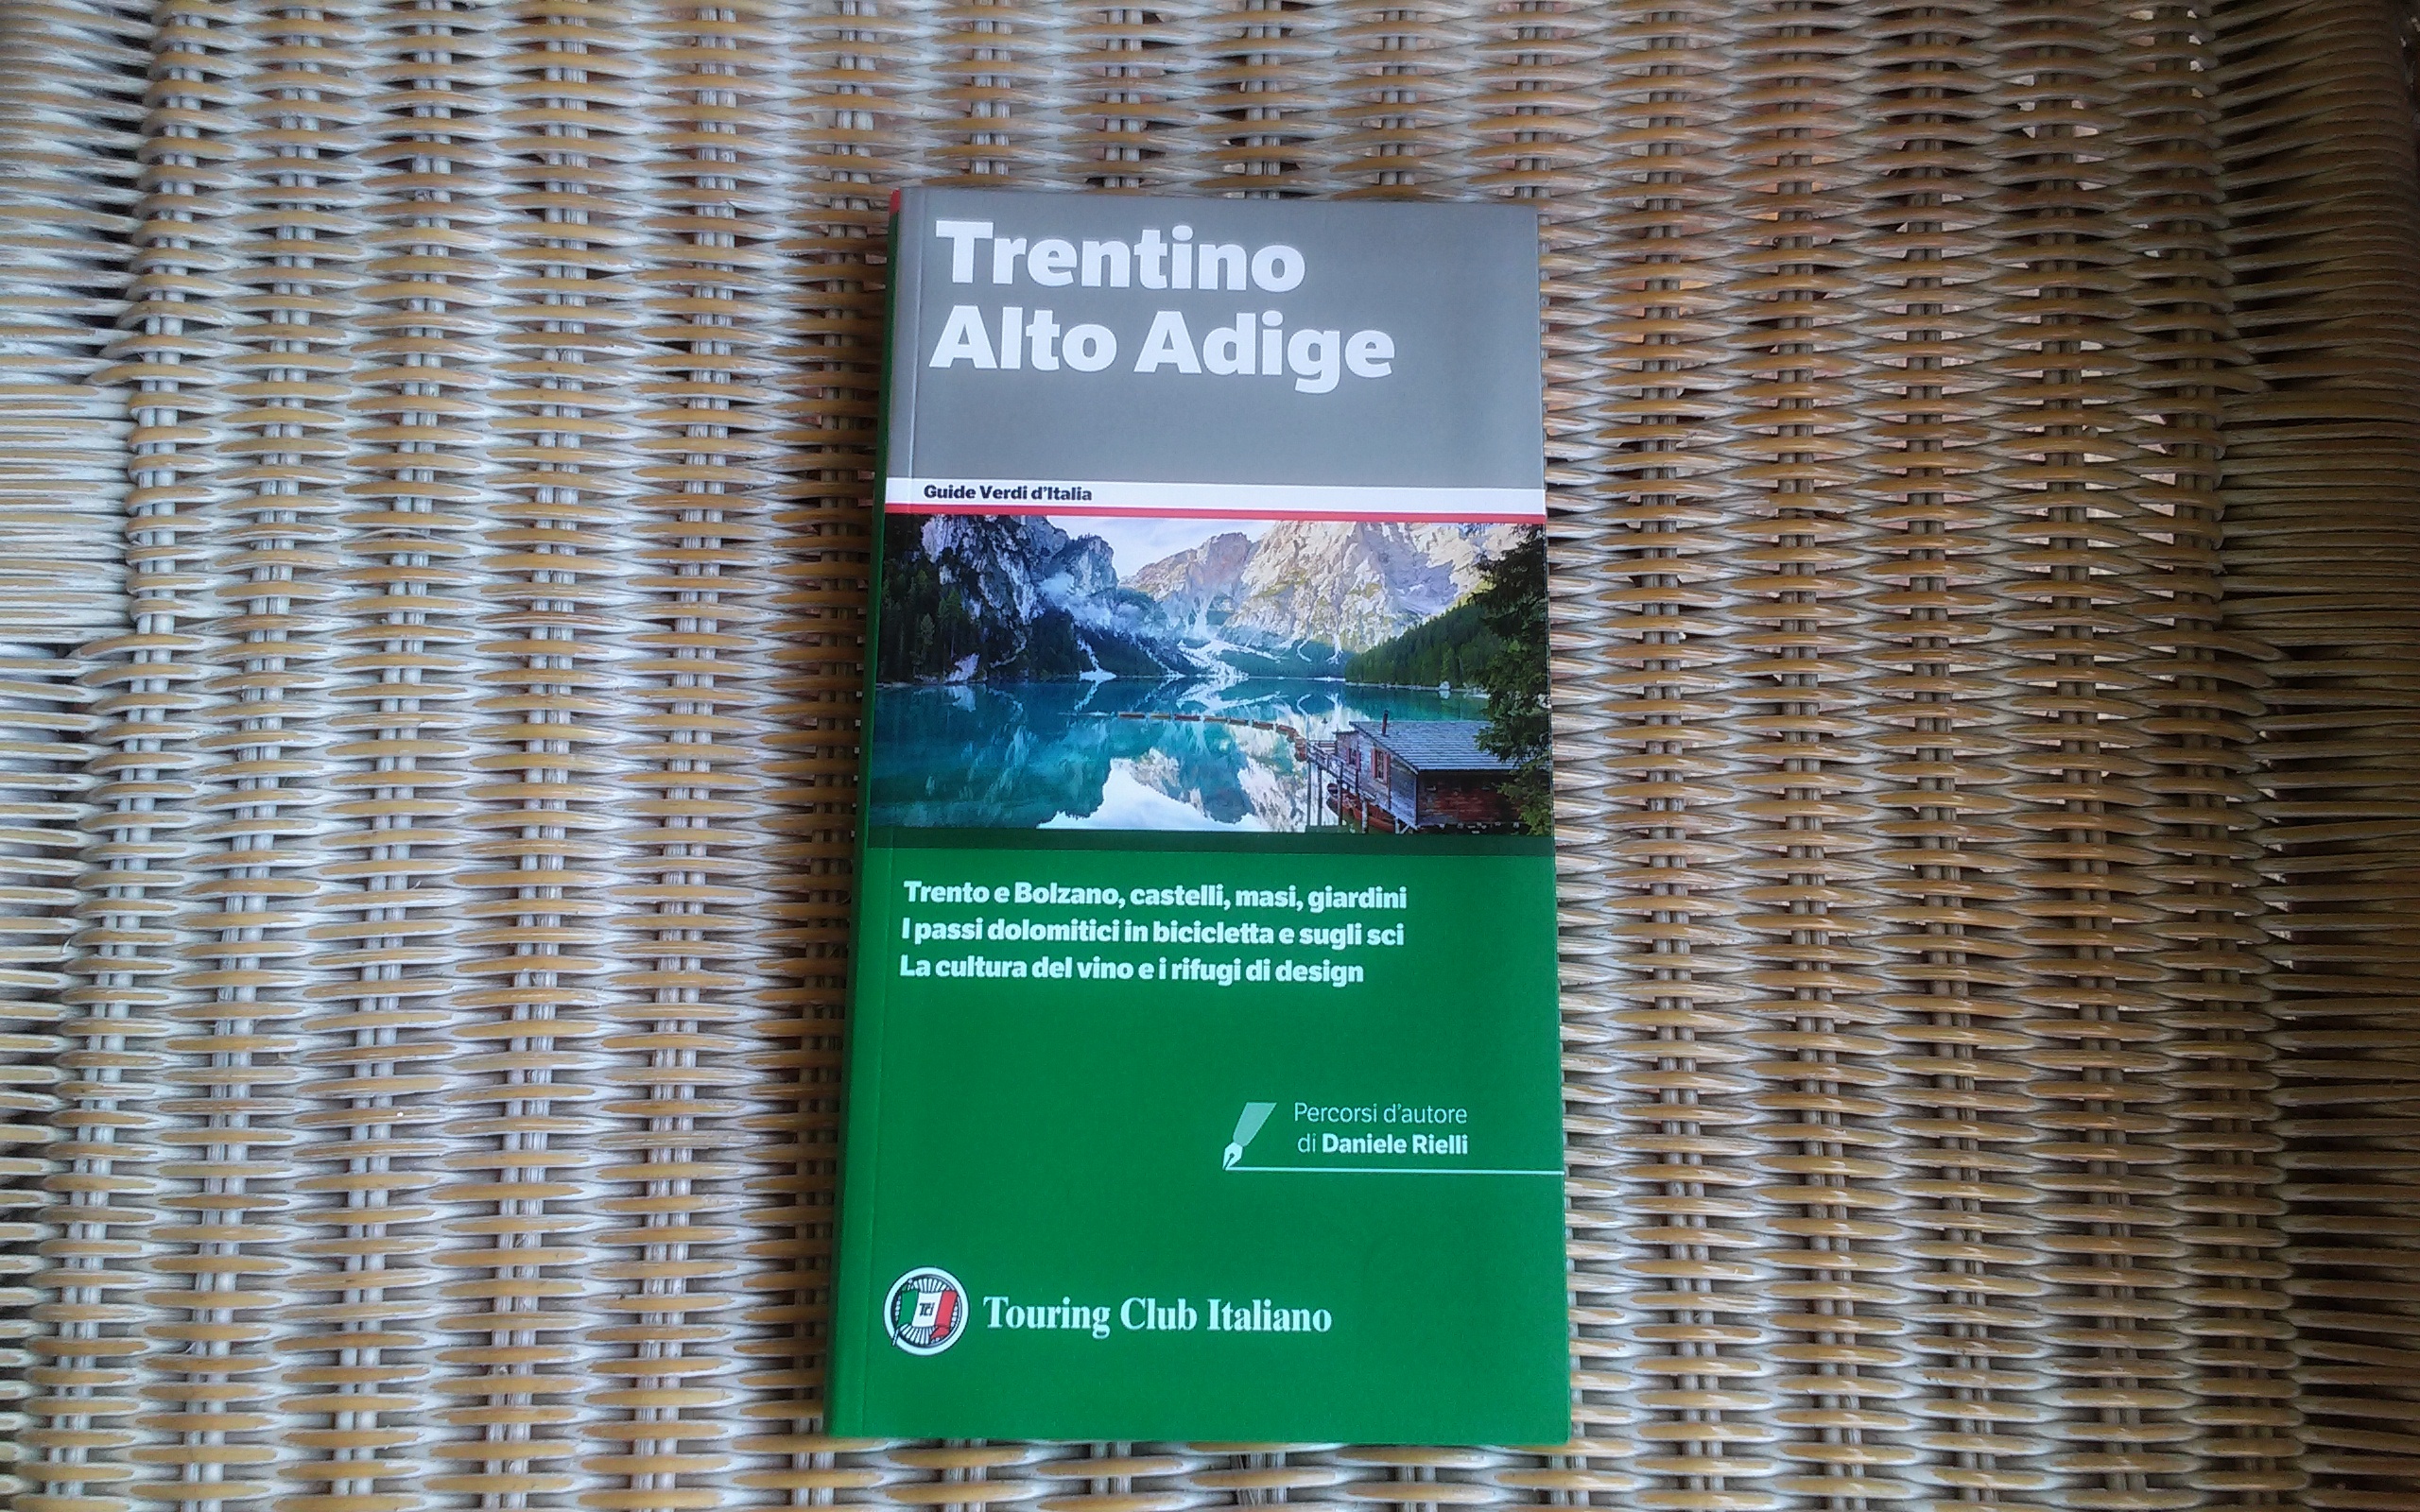 Trentino
Alto Adige
Guide Verdi d'Italia
Trento e Bolzano, castelli, masi, giardini
I passi dolomitici in bicicletta e sugli sci
La cultura del vino e i rifugi di design
Percorsi d'autore
di Daniele Rielli
Tci
Touring Club Italiano